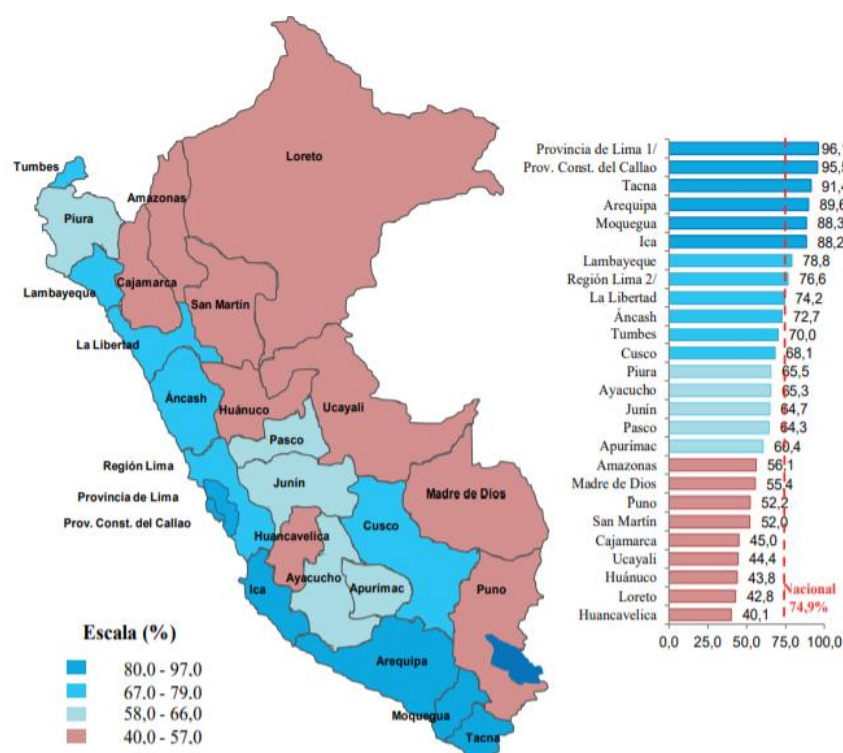 Loreto
Tumbes
Amazonas
Piura
Cajamarca
Lambayeque
San Martín
La Libertad
Áncash
Huánuco
Ucayali
Pasco
Región Lima
Junín
Madre de Dios
Provincia de Lima
Cusco
Prov. Const. del Callao
Huancavelica
Ica
Ayacucho
Apurímac
Puno
Arequipa
Moquegua
Tacna
Escala (%)
80,0 - 97,0
67,0 - 79,0
58,0 - 66,0
40,0 - 57,0
Provincia de Lima 1/ 96,
Prov. Const. del Callao 95,5
Tacna 91,4
Arequipa 89,6
Moquegua 88,3
Ica 88,2
Lambayeque 78,8
Región Lima 2/ 76,6
La Libertad 74,2
Áncash 72,7
Tumbes 70,0
Cusco 68,1
Piura 65,5
Ayacucho 65,3
Junín 64,7
Pasco 64,3
Apurímac 60,4
Amazonas 56,1
Madre de Dios 55,4
Puno 52,2
San Martín 52,0
Cajamarca 45,0
Ucayali 44,4
Huánuco 43,8
Loreto 42,8
Huancavelica 40,1
Nacional
74,9%
0,0 25,0 50,0 75,0 100,0